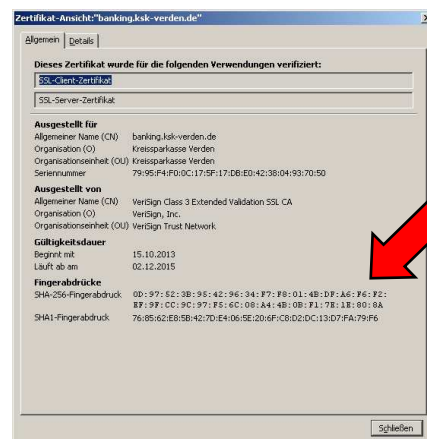 Zertifikat-Ansicht:"banking.ksk-verden.de"
Allgemein Details
Dieses Zertifikat wurde für die folgenden Verwendungen verifiziert:
SSL-Client-Zertifikat
SSL-Server-Zertifikat
Ausgestellt für
Allgemeiner Name (CN) banking.ksk-verden.de
Organisation (O) Kreissparkasse Verden
Organisationseinheit (OU) Kreissparkasse Verden
Seriennummer 79:95:F4:F0:0C:17:5F:17:DB:E0:42:38:04:93:70:50
Ausgestellt von
Allgemeiner Name (CN) VeriSign Class 3 Extended Validation SSL CA
Organisation (O) VeriSign, Inc.
Organisationseinheit (OU) VeriSign Trust Network
Gültigkeitsdauer
Beginnt mit 15.10.2013
Läuft ab am 02.12.2015
Fingerabdrücke
SHA-256-Fingerabdruck 0D:97:52:3B:95:42:96:34:F7:F8:01:4B:DF:A6:F6:F2:
EF:9F:CC:9C:97:F5:6C:08:A4:4B:0B:F1:7E:1E:80:8A
SHA1-Fingerabdruck 76:85:62:E8:5B:42:7D:E4:06:5E:20:6F:C8:D2:DC:13:D7:FA:79:F6
Schließen